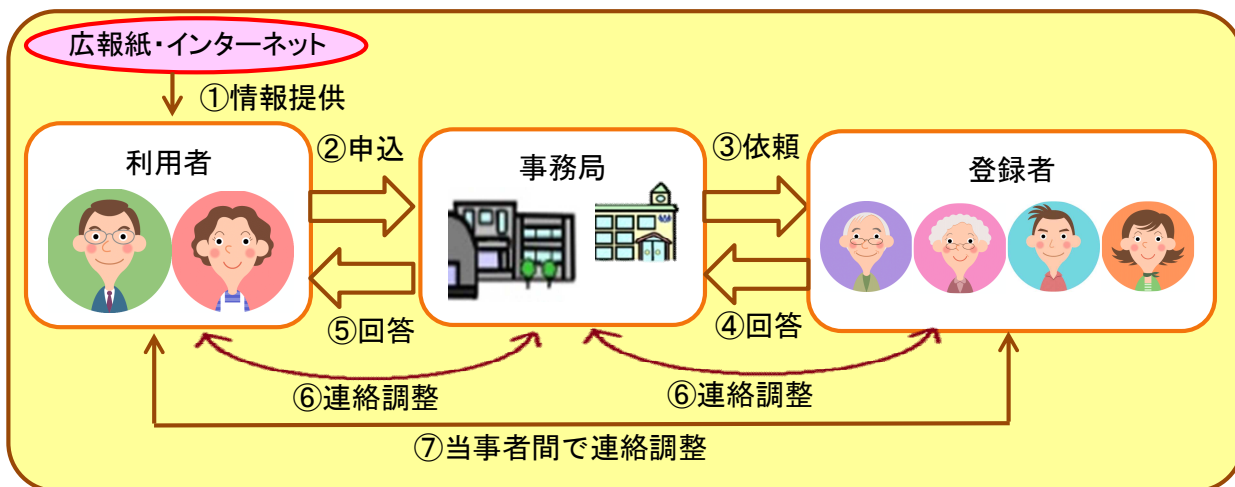 広報紙・インターネット
①情報提供
利用者
②申込
事務局
③依頼
登録者
⑤回答
④回答
⑥連絡調整
⑥連絡調整
⑦当事者間で連絡調整